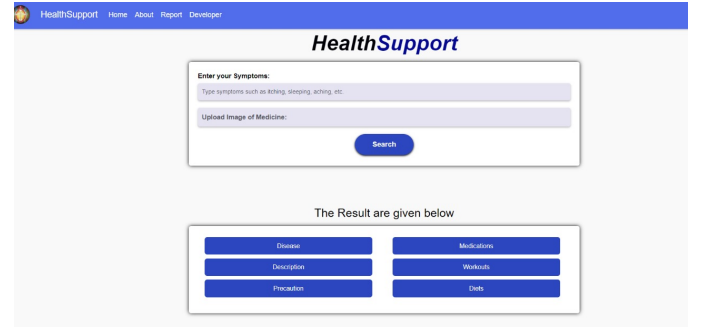 HealthSupport Home About Report Developer
HealthSupport
Enter your Symptoms:
Type symptoms such as itching, sleeping, aching, etc.
Upload Image of Medicine:
Search
The Result are given below
Disease Medications
Description Workouts
Precaution Diets